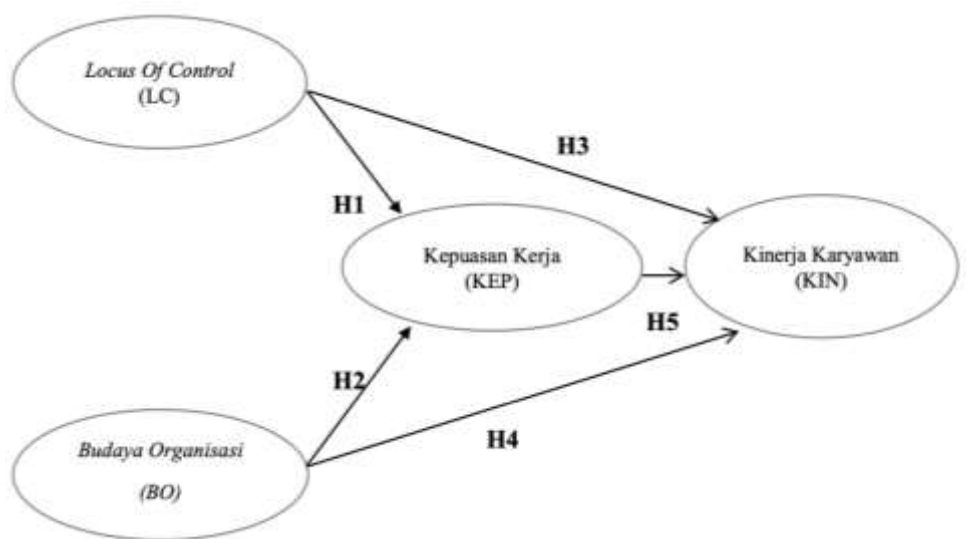 Locus Of Control
(LC)
H3
H1
Kepuasan Kerja
(KEP)
Kinerja Karyawan
(KIN)
H5
H2
H4
Budaya Organisasi
(BO)